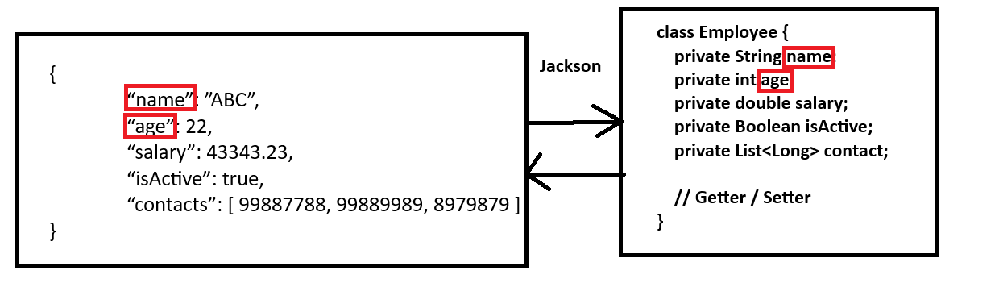 {
“name”: ”ABC”,
“age”: 22,
“salary”: 43343.23,
“isActive”: true,
“contacts”: [ 99887788, 99889989, 8979879 ]
}
Jackson
class Employee {
private String name;
private int age
private double salary;
private Boolean isActive;
private List<Long> contact;
// Getter / Setter
}